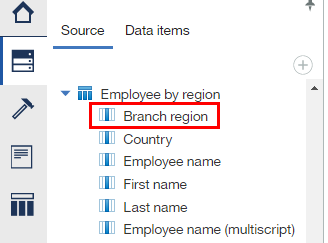 Source Data items
Employee by region
Branch region
Country
Employee name
First name
Last name
Employee name (multiscript)